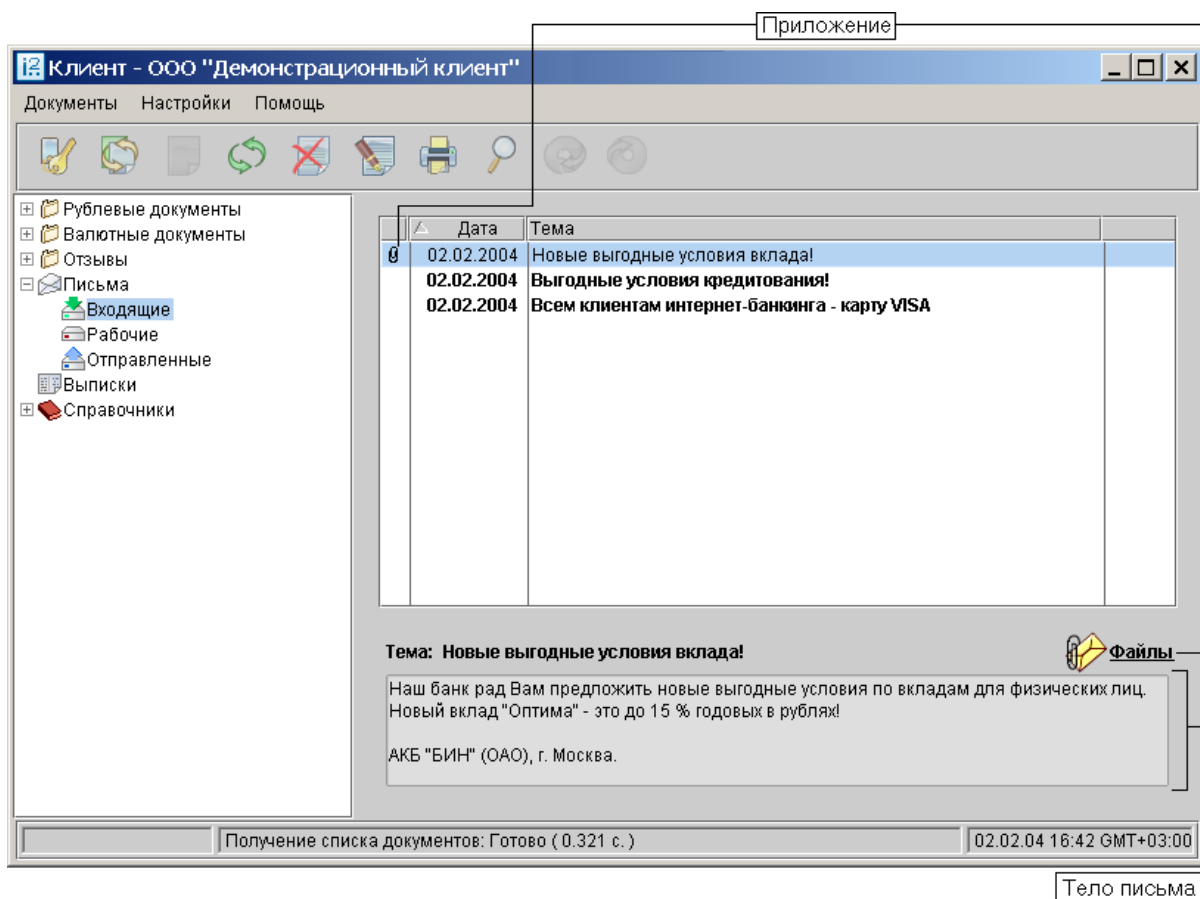 Приложение
Клиент - ООО "Демонстрационный клиент"
Документы Настройки Помощь
Рублевые документы
Валютные документы
Отзывы
Письма
Входящие
Рабочие
Отправленные
Выписки
Справочники
Дата Тема
02.02.2004 Новые выгодные условия вклада!
02.02.2004 Выгодные условия кредитования!
02.02.2004 Всем клиентам интернет-банкинга - карту VISA
Тема: Новые выгодные условия вклада! Файлы
Наш банк рад Вам предложить новые выгодные условия по вкладам для физических лиц.
Новый вклад "Оптима" - это до 15 % годовых в рублях!
АКБ "БИН" (ОАО), г. Москва.
Получение списка документов: Готово ( 0.321 с. ) 02.02.04 16:42 GMT+03:00
Тело письма